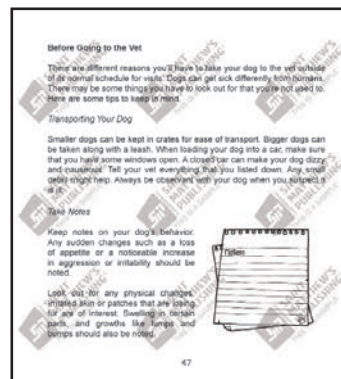 Before Going to the Vet
There are different reasons you'll have to take your dog to the vet outside
of its normal schedule for visits. Dogs can get sick differently from humans.
There may be some things you have to look out for that you're not used to.
Here are some tips to keep in mind.
Transporting Your Dog
Smaller dogs can be kept in crates for ease of transport. Bigger dogs can
be taken along with a leash. When loading your dog into a car, make sure
that you have some windows open. A closed car can make your dog dizzy
and nauseous. Tell your vet everything that you listed down. Any small
detail might help. Always be observant with your dog when you suspect it
is ill.
Take Notes
Keep notes on your dog's behavior.
Any sudden changes such as a loss
of appetite or a noticeable increase
in aggression or irritability should be
noted.
Look out for any physical changes.
Irritated skin or patches that are losing
fur are of interest. Swelling in certain
parts, and growths like lumps and
bumps should also be noted.
Notes
47